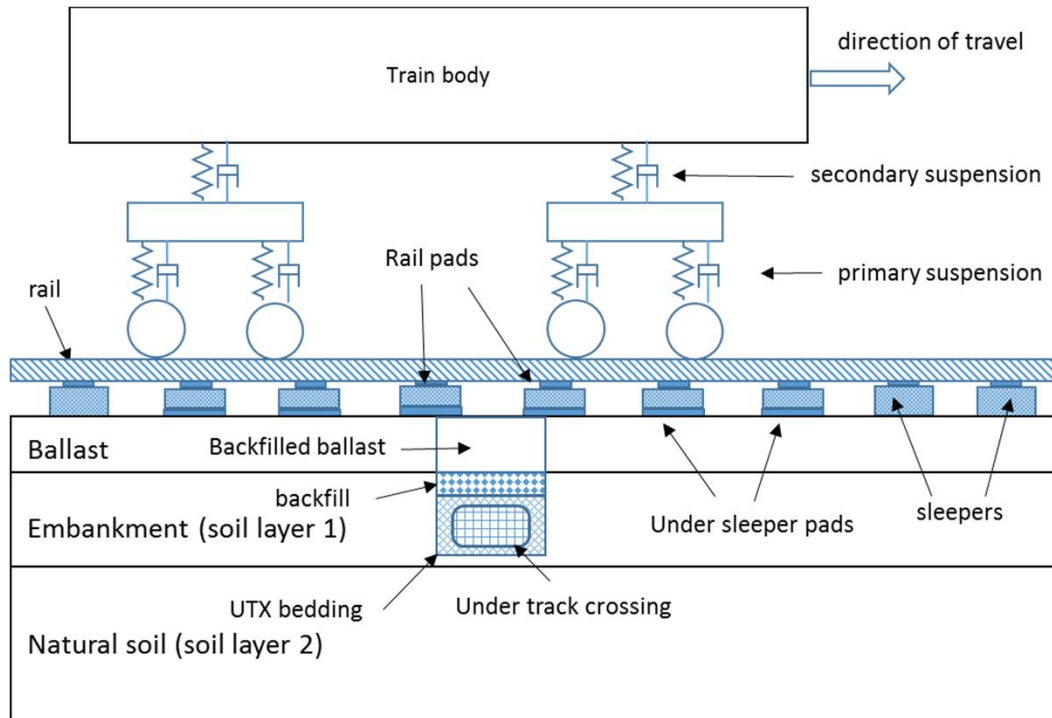 direction of travel
Train body
secondary suspension
Rail pads
primary suspension
rail
Ballast
Backfilled ballast
backfill
Embankment (soil layer 1)
Under sleeper pads
sleepers
UTX bedding
Under track crossing
Natural soil (soil layer 2)